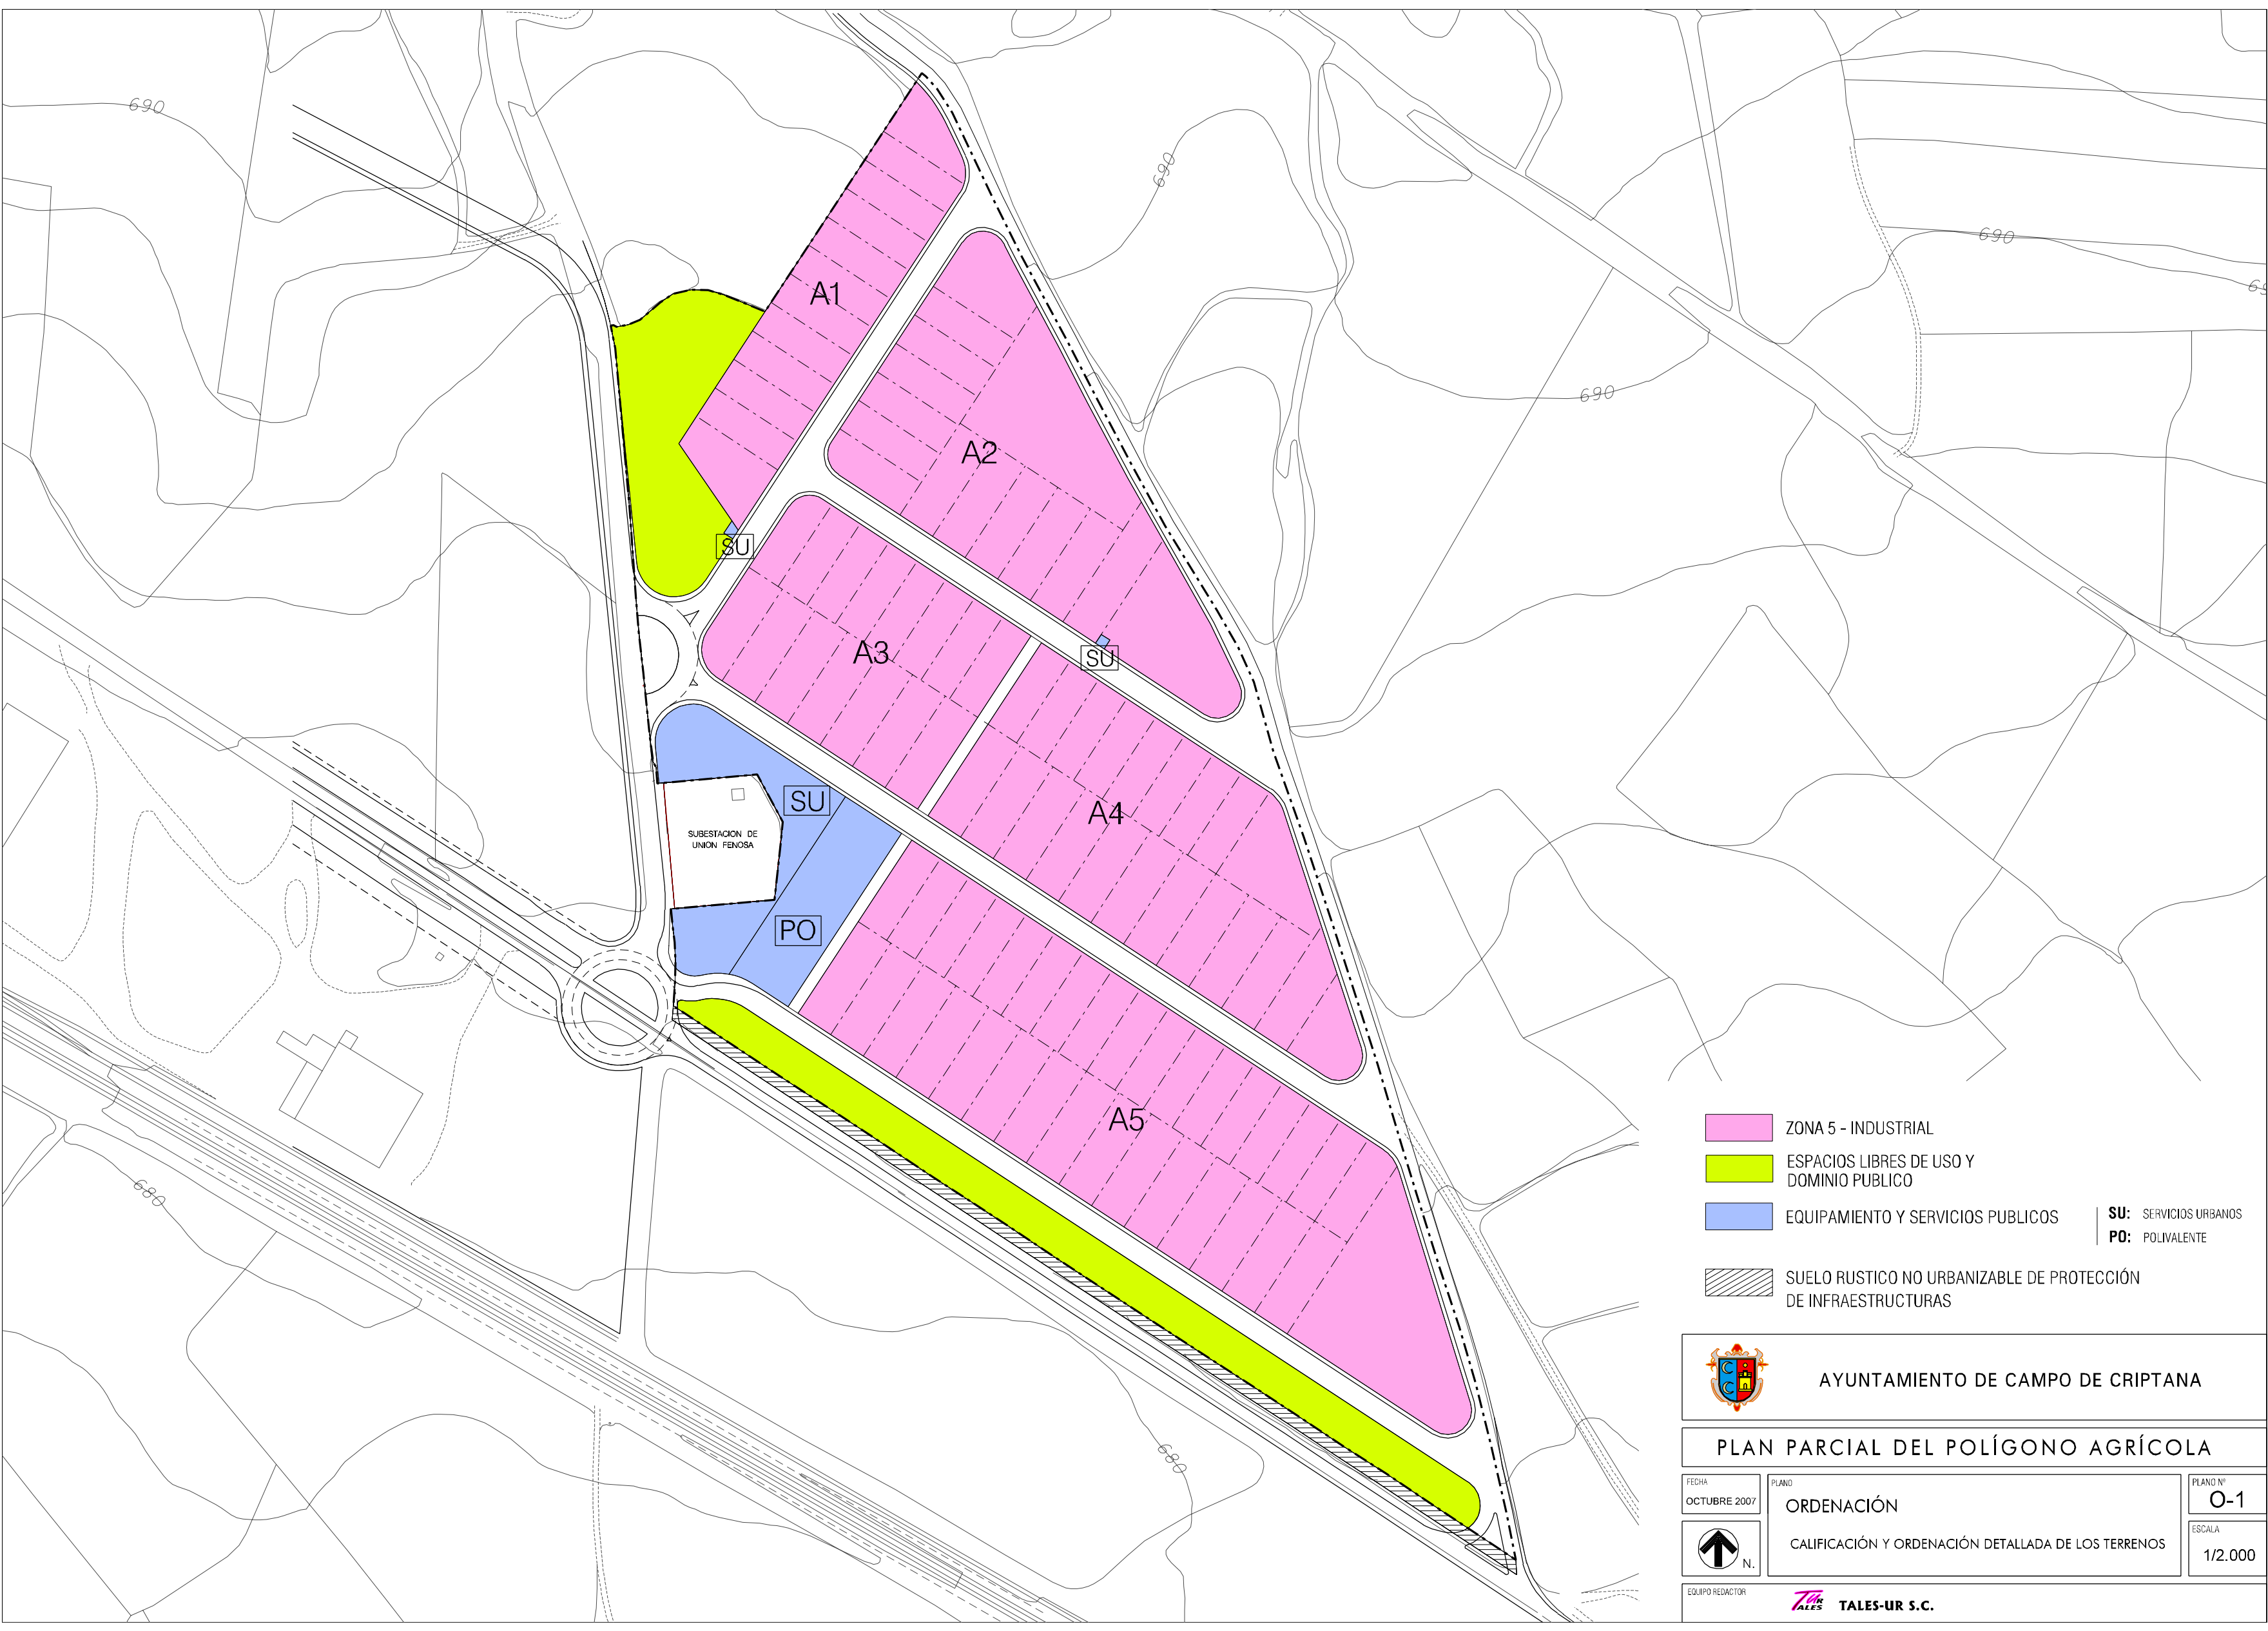 690
690
690
690
A1
A2
SU
A3
SU
SU
A4
SUBESTACION DE
UNION FENOSA
PO
A5
680
680
ZONA 5 - INDUSTRIAL
ESPACIOS LIBRES DE USO Y
DOMINIO PUBLICO
EQUIPAMIENTO Y SERVICIOS PUBLICOS
SU: SERVICIOS URBANOS
PO: POLIVALENTE
SUELO RUSTICO NO URBANIZABLE DE PROTECCIÓN
DE INFRAESTRUCTURAS
AYUNTAMIENTO DE CAMPO DE CRIPTANA
PLAN PARCIAL DEL POLÍGONO AGRÍCOLA
FECHA
OCTUBRE 2007
PLANO
ORDENACIÓN
CALIFICACIÓN Y ORDENACIÓN DETALLADA DE LOS TERRENOS
PLANO Nº
O-1
N.
ESCALA
1/2.000
EQUIPO REDACTOR
TUR TALES
TALES-UR S.C.